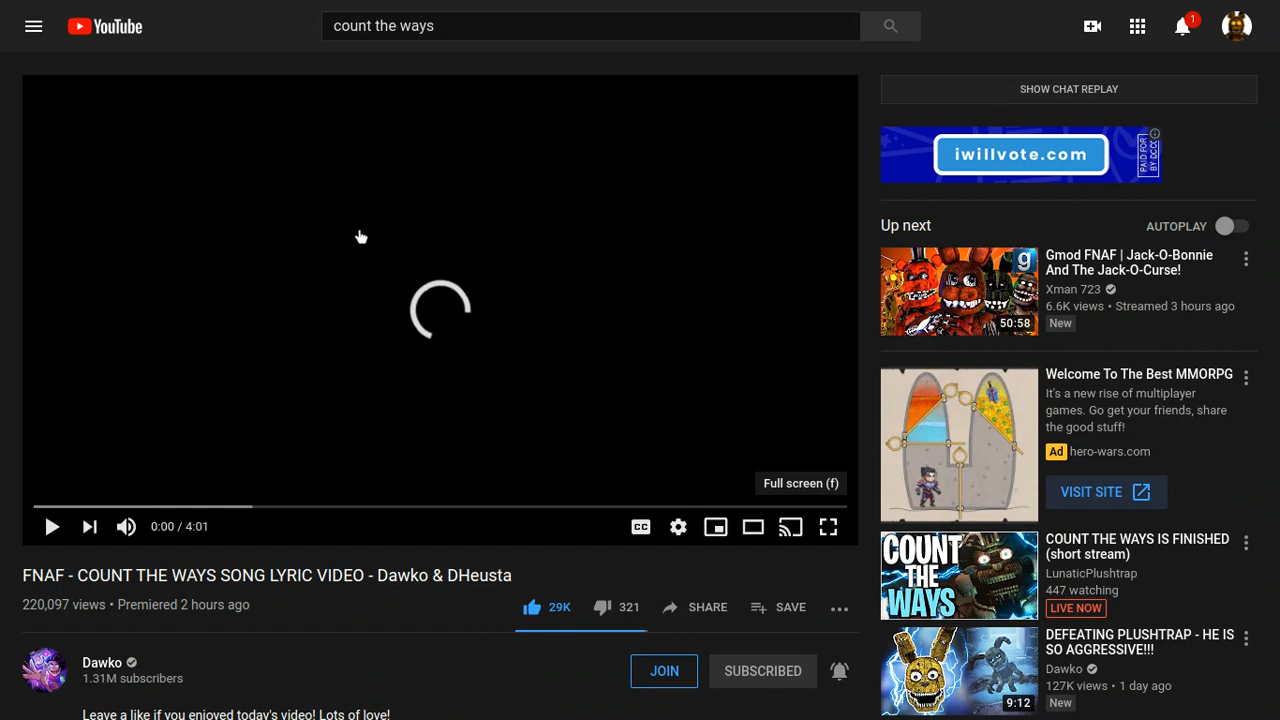 YouTube
count the ways
1
SHOW CHAT REPLAY
iwillvote.com
PAID FOR
BY DCCC
Up next
AUTOPLAY
Gmod FNAF | Jack-O-Bonnie
And The Jack-O-Curse!
Xman 723
6.6K views • Streamed 3 hours ago
New
50:58
Welcome To The Best MMORPG
It's a new rise of multiplayer
games. Go get your friends, share
the good stuff!
Ad hero-wars.com
VISIT SITE
Full screen (f)
0:00 / 4:01
CC
FNAF - COUNT THE WAYS SONG LYRIC VIDEO - Dawko & DHeusta
220,097 views • Premiered 2 hours ago
29K
321
SHARE
SAVE
COUNT
THE
WAYS
COUNT THE WAYS IS FINISHED
(short stream)
LunaticPlushtrap
447 watching
LIVE NOW
Dawko
1.31M subscribers
JOIN
SUBSCRIBED
DEFEATING PLUSHTRAP - HE IS
SO AGGRESSIVE!!!
Dawko
127K views • 1 day ago
New
9:12
Leave a like if you enjoyed today's video! Lots of love!